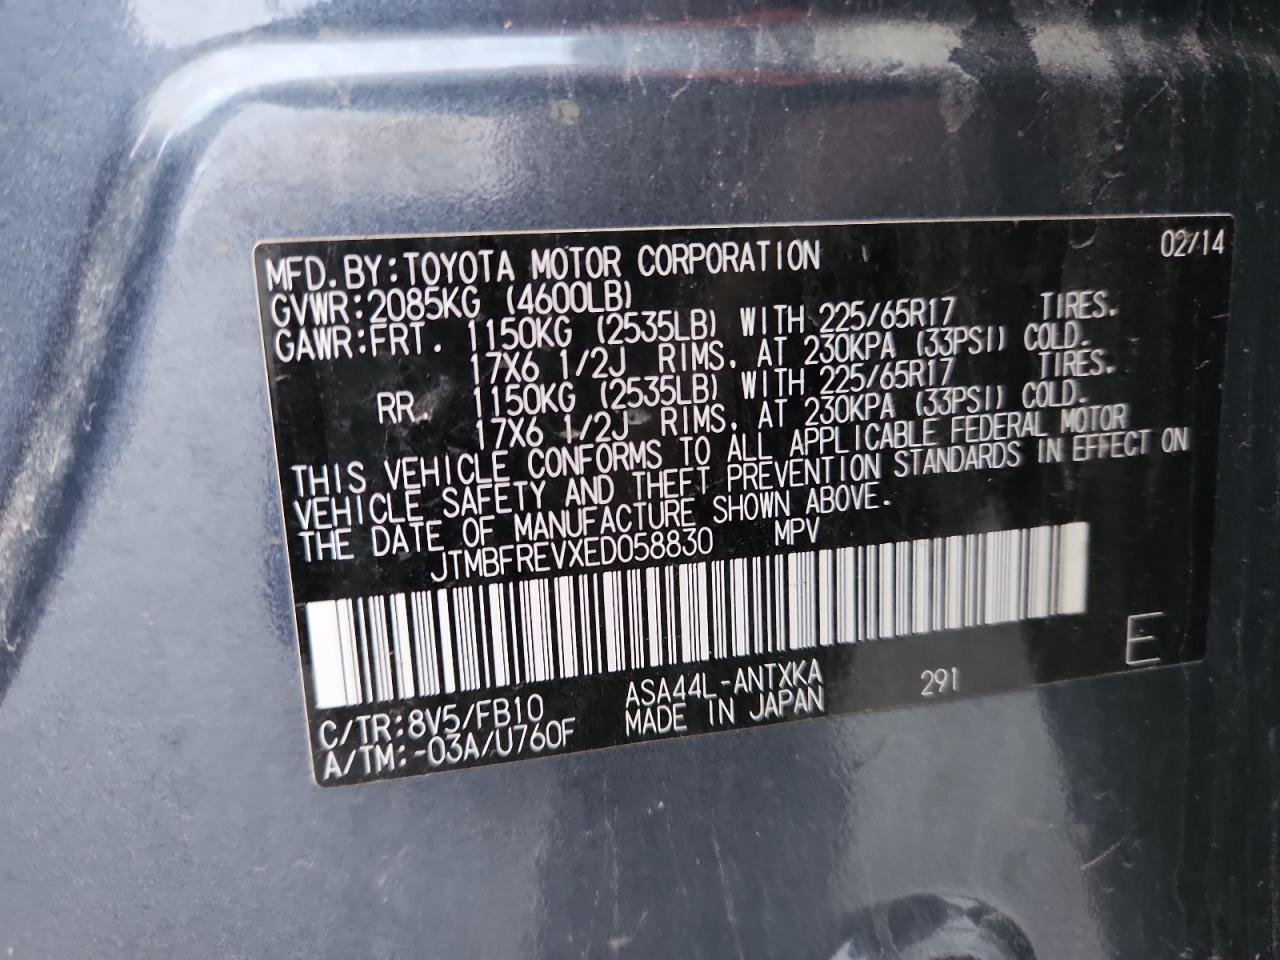 MFD.BY:TOYOTA MOTOR CORPORATION 02/14
GVWR:2085KG (4600LB)
GAWR:FRT. 1150KG (2535LB) WITH 225/65R17 TIRES.
17X6 1/2J RIMS, AT 230KPA (33PSI) COLD.
RR. 1150KG (2535LB) WITH 225/65R17 TIRES.
17X6 1/2J RIMS, AT 230KPA (33PSI) COLD.
THIS VEHICLE CONFORMS TO ALL APPLICABLE FEDERAL MOTOR
VEHICLE SAFETY AND THEFT PREVENTION STANDARDS IN EFFECT ON
THE DATE OF MANUFACTURE SHOWN ABOVE.
JTMBFREVXED058830 MPV
E
C/TR:8V5/FB10 ASA44L-ANTXKA 291
A/TM:-03A/U760F MADE IN JAPAN